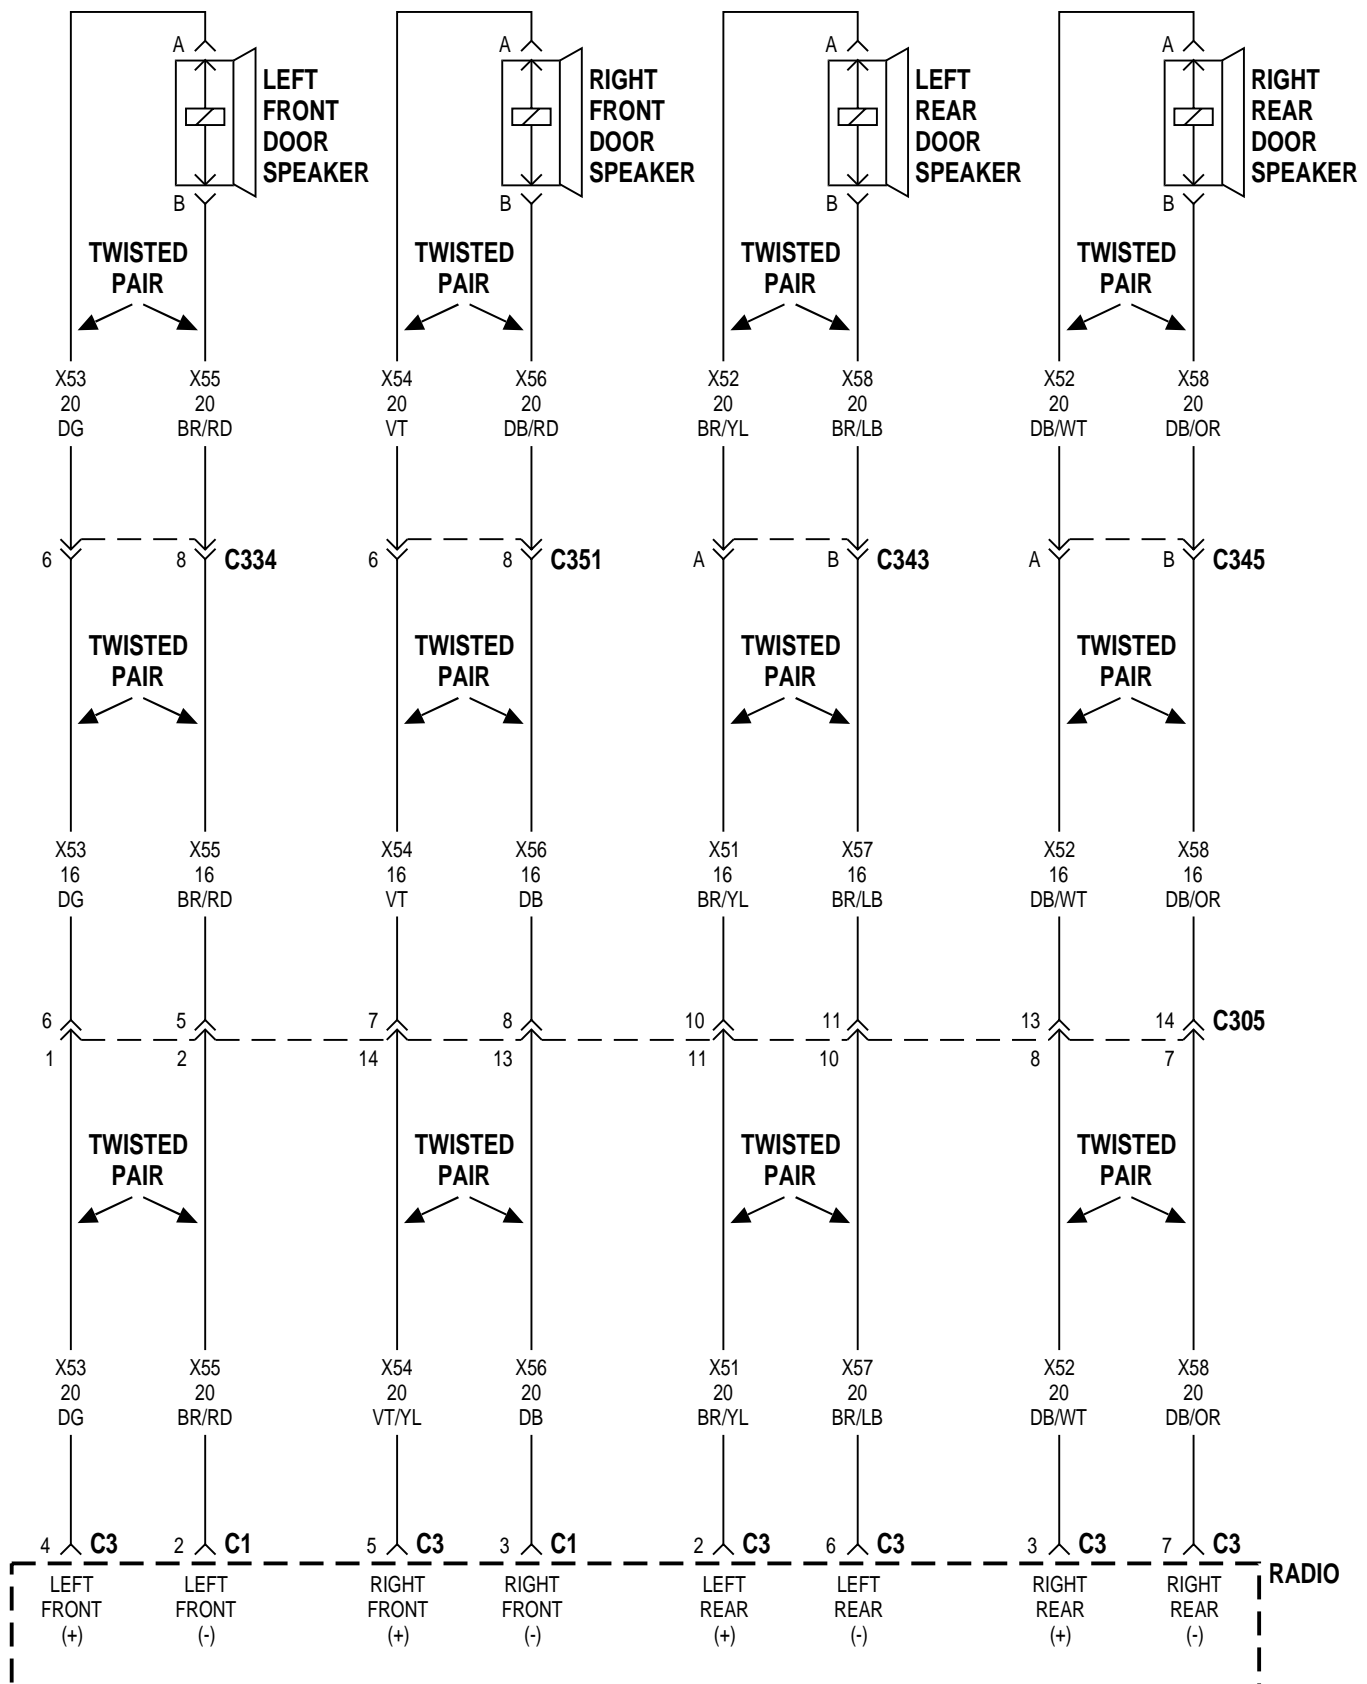 A
A
A
A
LEFT
FRONT
DOOR
SPEAKER
RIGHT
FRONT
DOOR
SPEAKER
LEFT
REAR
DOOR
SPEAKER
RIGHT
REAR
DOOR
SPEAKER
B
B
B
B
TWISTED
PAIR
TWISTED
PAIR
TWISTED
PAIR
TWISTED
PAIR
X53
20
DG
X55
20
BR/RD
X54
20
VT
X56
20
DB/RD
X52
20
BR/YL
X58
20
BR/LB
X52
20
DB/WT
X58
20
DB/OR
6
8
C334
6
8
C351
A
B
C343
A
B
C345
TWISTED
PAIR
TWISTED
PAIR
TWISTED
PAIR
TWISTED
PAIR
X53
16
DG
X55
16
BR/RD
X54
16
VT
X56
16
DB
X51
16
BR/YL
X57
16
BR/LB
X52
16
DB/WT
X58
16
DB/OR
6
5
7
8
10
11
13
14
C305
1
2
14
13
11
10
8
7
TWISTED
PAIR
TWISTED
PAIR
TWISTED
PAIR
TWISTED
PAIR
X53
20
DG
X55
20
BR/RD
X54
20
VT/YL
X56
20
DB
X51
20
BR/YL
X57
20
BR/LB
X52
20
DB/WT
X58
20
DB/OR
4 C3
2 C1
5 C3
3 C1
2 C3
6 C3
3 C3
7 C3
LEFT
FRONT
(+)
LEFT
FRONT
(-)
RIGHT
FRONT
(+)
RIGHT
FRONT
(-)
LEFT
REAR
(+)
LEFT
REAR
(-)
RIGHT
REAR
(+)
RIGHT
REAR
(-)
RADIO